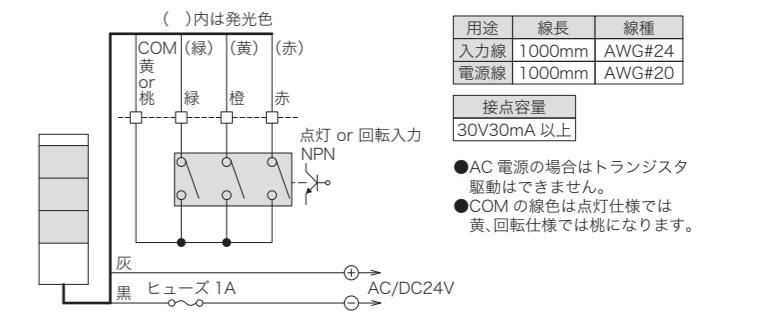 ( )内は発光色
COM (緑) (黄) (赤)
黄
or
桃 緑 橙 赤
点灯 or 回転入力
NPN
灰
黒 ヒューズ 1A
AC/DC24V
用途 線長 線種
入力線 1000mm AWG#24
電源線 1000mm AWG#20
接点容量
30V30mA 以上
●AC 電源の場合はトランジスタ
駆動はできません。
●COM の線色は点灯仕様では
黄、回転仕様では桃になります。